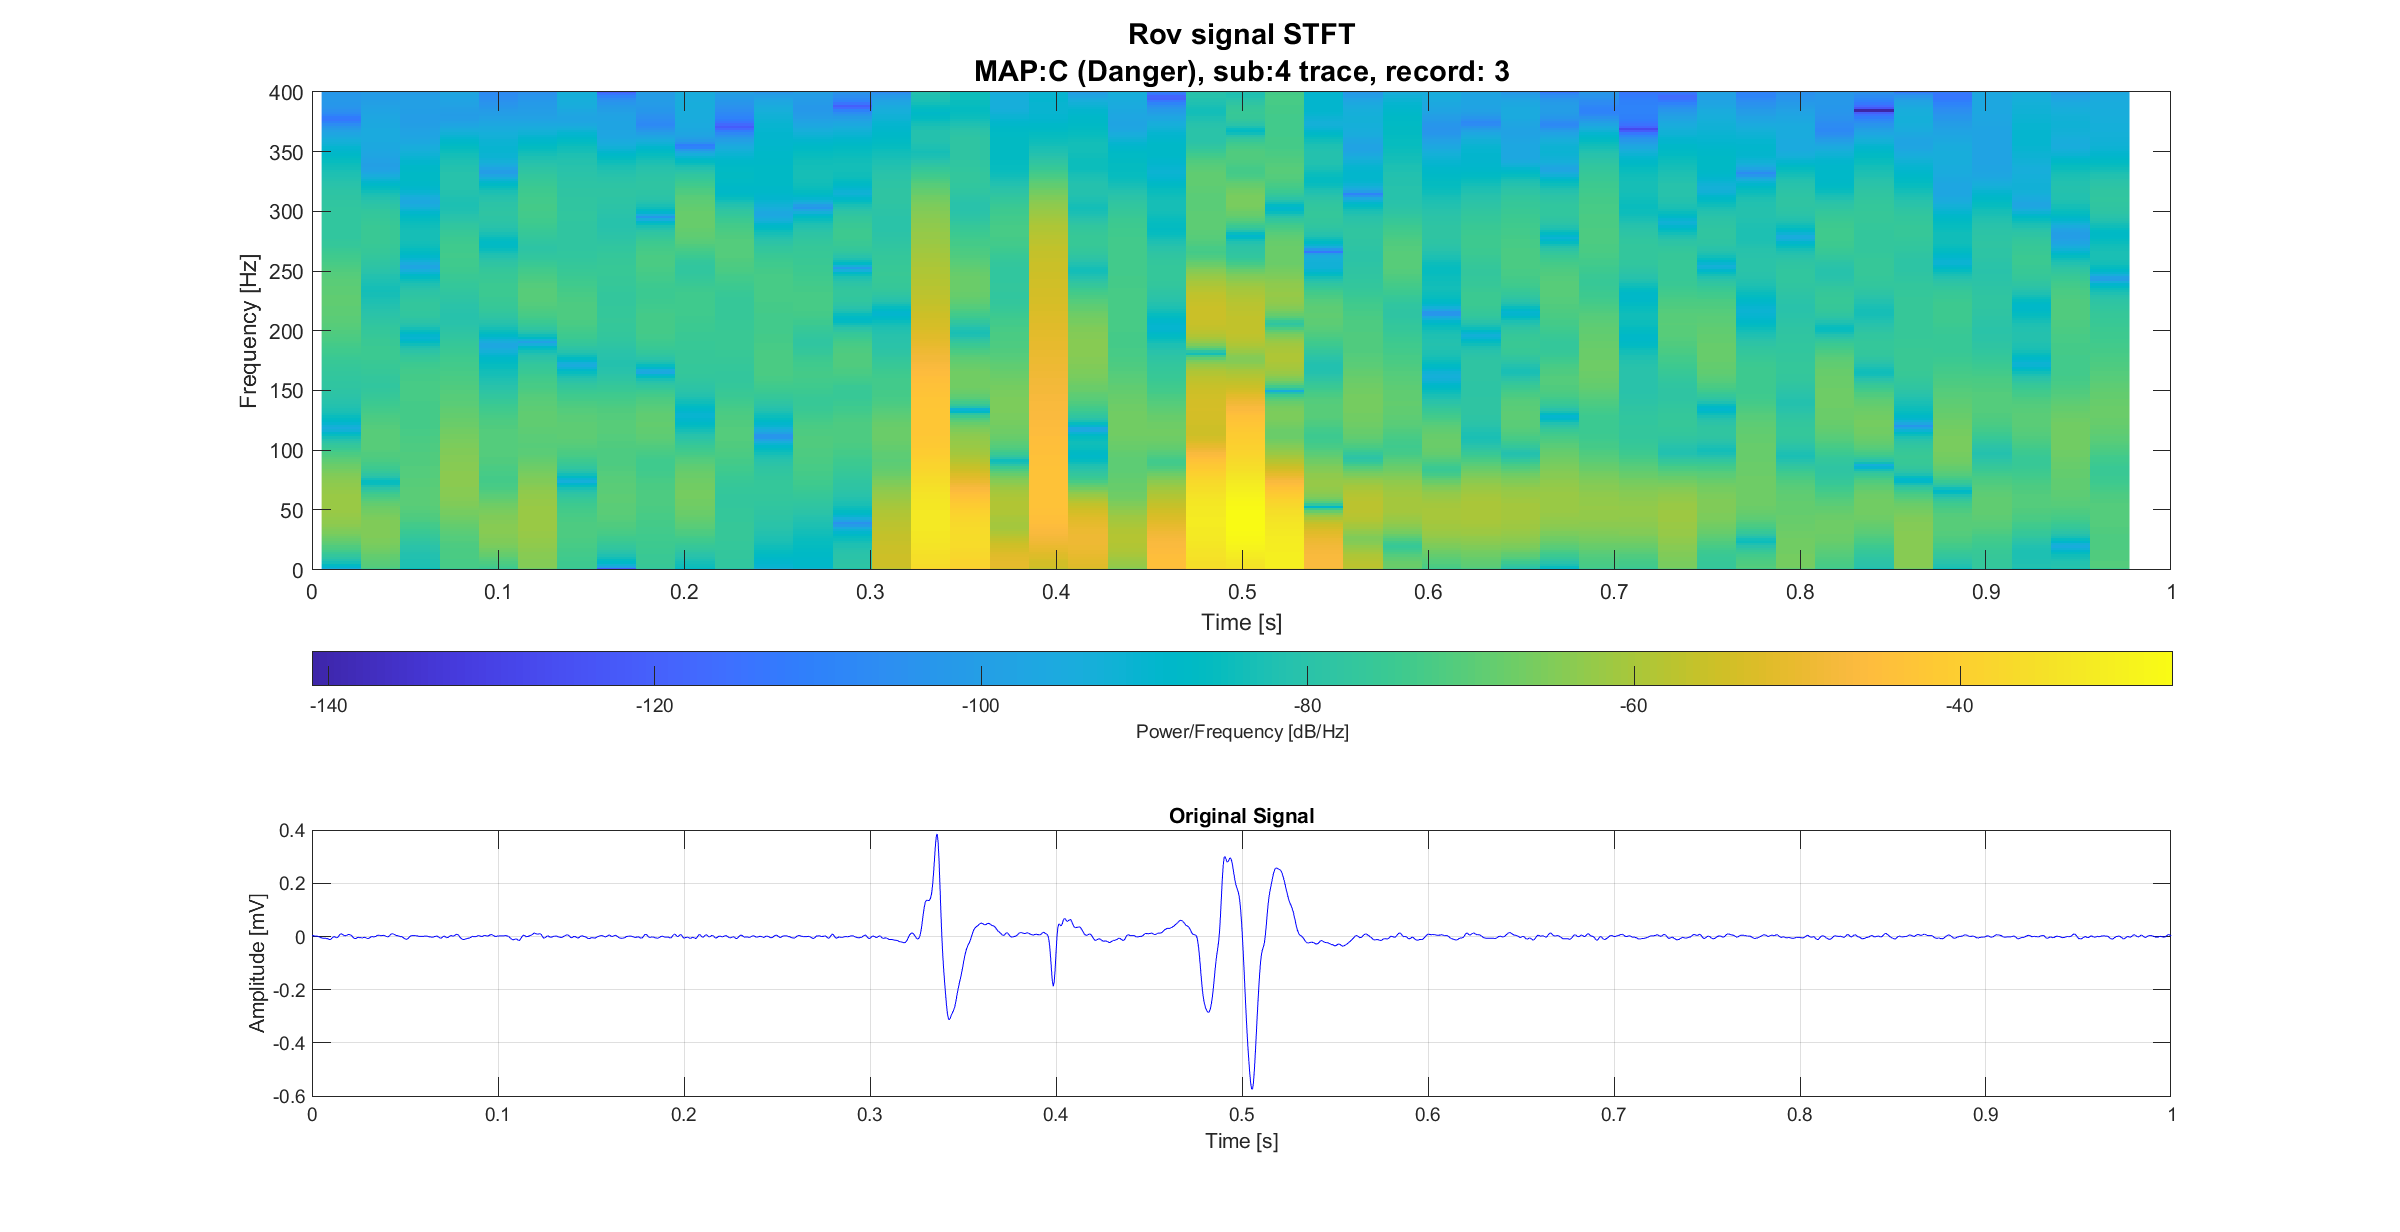 Rov signal STFT
MAP:C (Danger), sub:4 trace, record: 3
400
350
300
250
200
150
100
50
0
Frequency [Hz]
0 0.1 0.2 0.3 0.4 0.5 0.6 0.7 0.8 0.9 1
Time [s]
-140 -120 -100 -80 -60 -40
Power/Frequency [dB/Hz]
Original Signal
0.4
0.2
0
-0.2
-0.4
-0.6
Amplitude [mV]
0 0.1 0.2 0.3 0.4 0.5 0.6 0.7 0.8 0.9 1
Time [s]